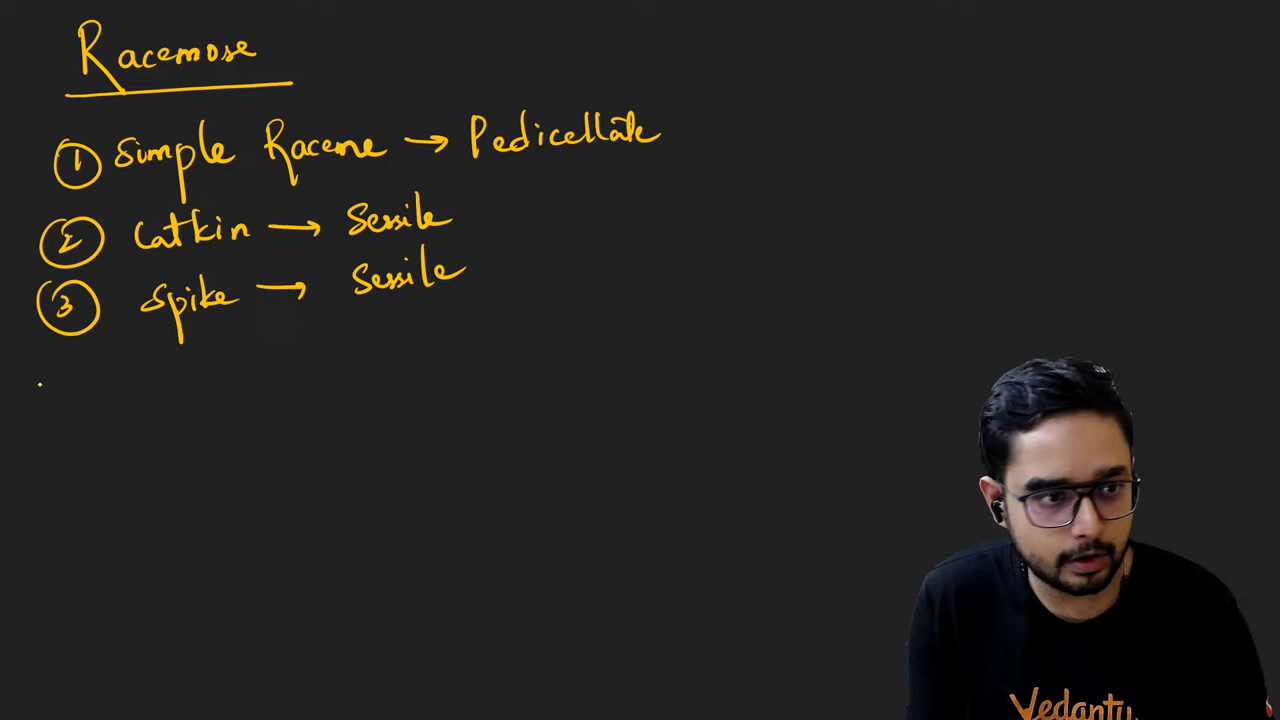 Racemose
1 Simple Raceme → Pedicellate
2 Catkin → Sessile
3 Spike → Sessile
Vedantu